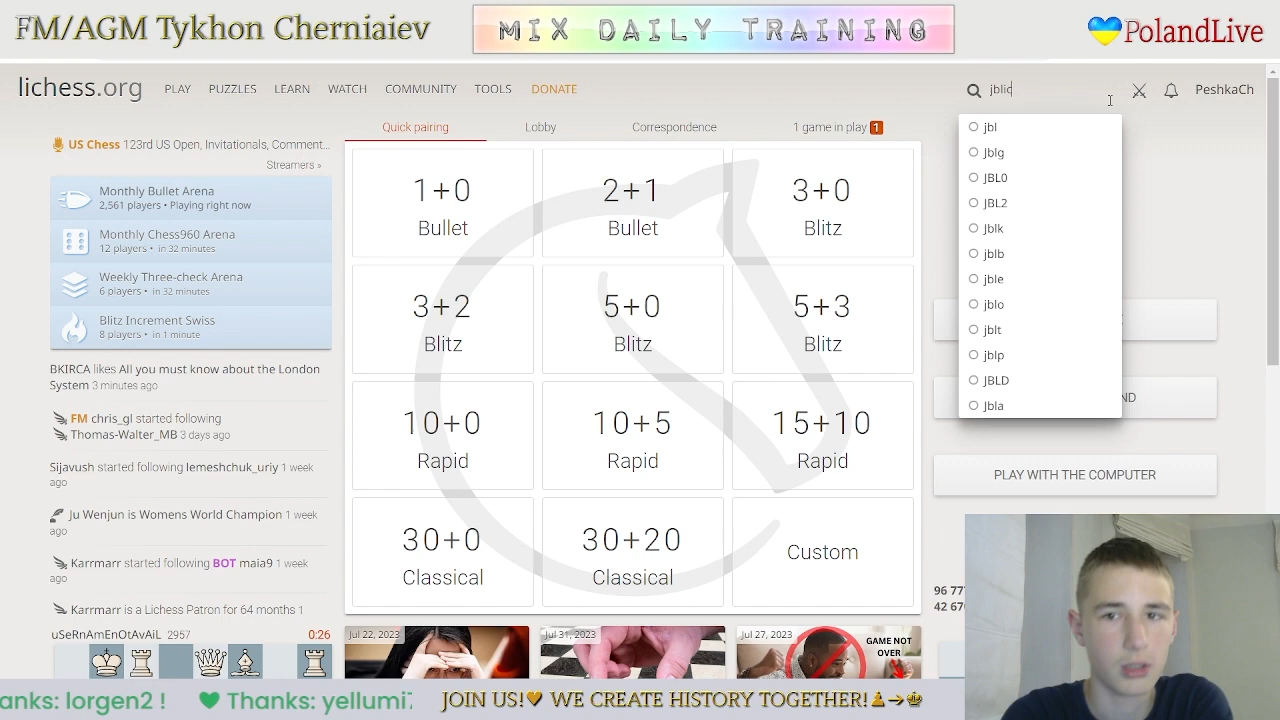 FM/AGM Tykhon Cherniaiev
MIX DAILY TRAINING
PolandLive
lichess.org
PLAY
PUZZLES
LEARN
WATCH
COMMUNITY
TOOLS
DONATE
jblic
PeshkaCh
Quick pairing
Lobby
Correspondence
1 game in play 1
US Chess 123rd US Open, Invitationals, Comment...
Streamers »
Monthly Bullet Arena
2,561 players • Playing right now
Monthly Chess960 Arena
12 players • in 32 minutes
Weekly Three-check Arena
6 players • in 32 minutes
Blitz Increment Swiss
8 players • in 1 minute
BKIRCA likes All you must know about the London
System 3 minutes ago
FM chris_gl started following
Thomas-Walter_MB 3 days ago
Sijavush started following lemeshchuk_uriy 1 week
ago
Ju Wenjun is Womens World Champion 1 week
ago
Karrmarr started following BOT maia9 1 week
ago
Karrmarr is a Lichess Patron for 64 months 1
uSeRnAmEnOtAvAiL 2957
0:26
1+0
Bullet
2+1
Bullet
3+0
Blitz
3+2
Blitz
5+0
Blitz
5+3
Blitz
10+0
Rapid
10+5
Rapid
15+10
Rapid
30+0
Classical
30+20
Classical
Custom
jbl
Jblg
JBL0
JBL2
Jblk
jblb
jble
jblo
jblt
jblp
JBLD
Jbla
ND
PLAY WITH THE COMPUTER
96 77
42 67
Jul 22, 2023
Jul 31, 2023
Jul 27, 2023
GAME NOT
OVER
anks: lorgen2 !
Thanks: yellumi
JOIN US! WE CREATE HISTORY TOGETHER!